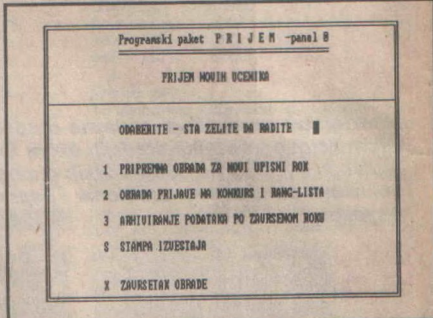 Programski paket P R I J E M -panel 0
PRIJEM NOVIH UCENIKA
ODABERITE - STA ZELITE DA RADITE
1 PRIPREMNA OBRADA ZA NOVI UPISNI ROK
2 OBRADA PRIJAVE NA KONKURS I RANG-LISTA
3 ARHIVIRANJE PODATAKA PO ZAVRSENOM ROKU
S STAMPA IZVESTAJA
X ZAVRSETAK OBRADE